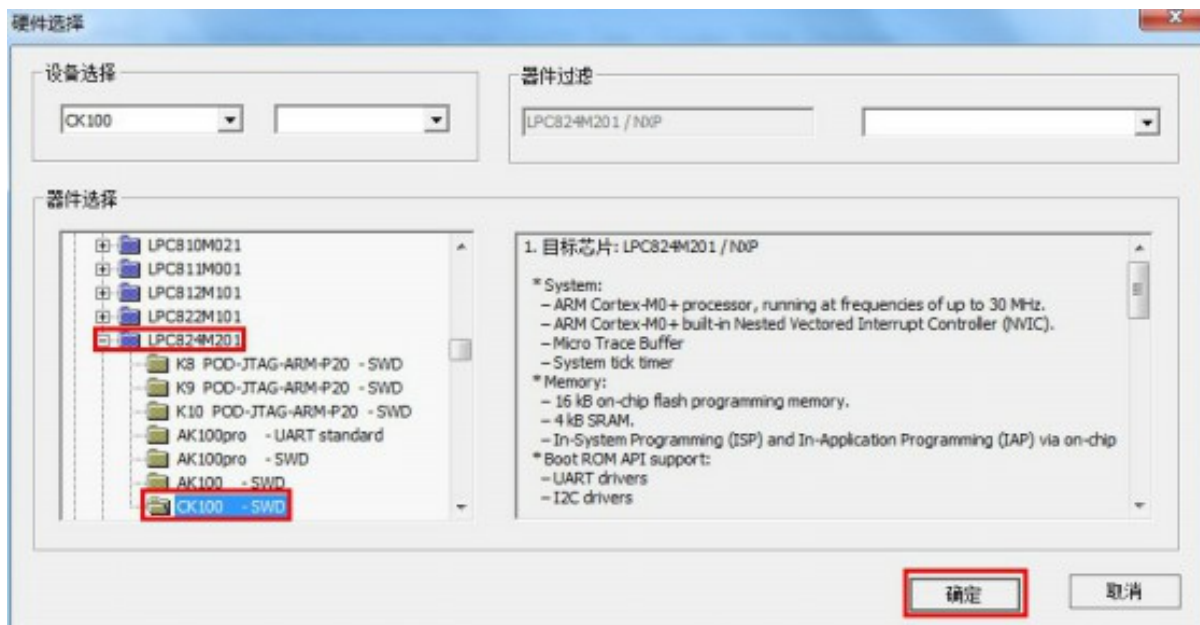 硬件选择
设备选择
CK100
器件过滤
LPC824M201 / NXP
器件选择
LPC810M021
LPC811M001
LPC812M101
LPC822M101
LPC824M201
K8 POD-JTAG-ARM-P20 - SWD
K9 POD-JTAG-ARM-P20 - SWD
K10 POD-JTAG-ARM-P20 - SWD
AK100pro - UART standard
AK100pro - SWD
AK100 - SWD
CK100 - SWD
1. 目标芯片: LPC824M201 / NXP
* System:
– ARM Cortex-M0+ processor, running at frequencies of up to 30 MHz.
– ARM Cortex-M0+ built-in Nested Vectored Interrupt Controller (NVIC).
– Micro Trace Buffer
– System tick timer
* Memory:
– 16 kB on-chip flash programming memory.
– 4 kB SRAM.
– In-System Programming (ISP) and In-Application Programming (IAP) via on-chip
* Boot ROM API support:
– UART drivers
– I2C drivers
确定
取消